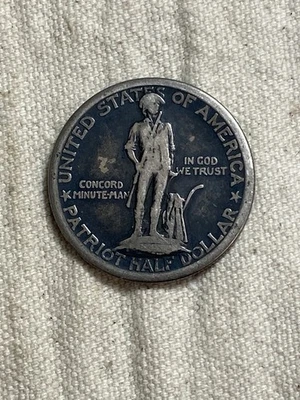 UNITED STATES OF AMERICA
IN GOD
WE TRUST
CONCORD
MINUTE-MAN
PATRIOT HALF DOLLAR